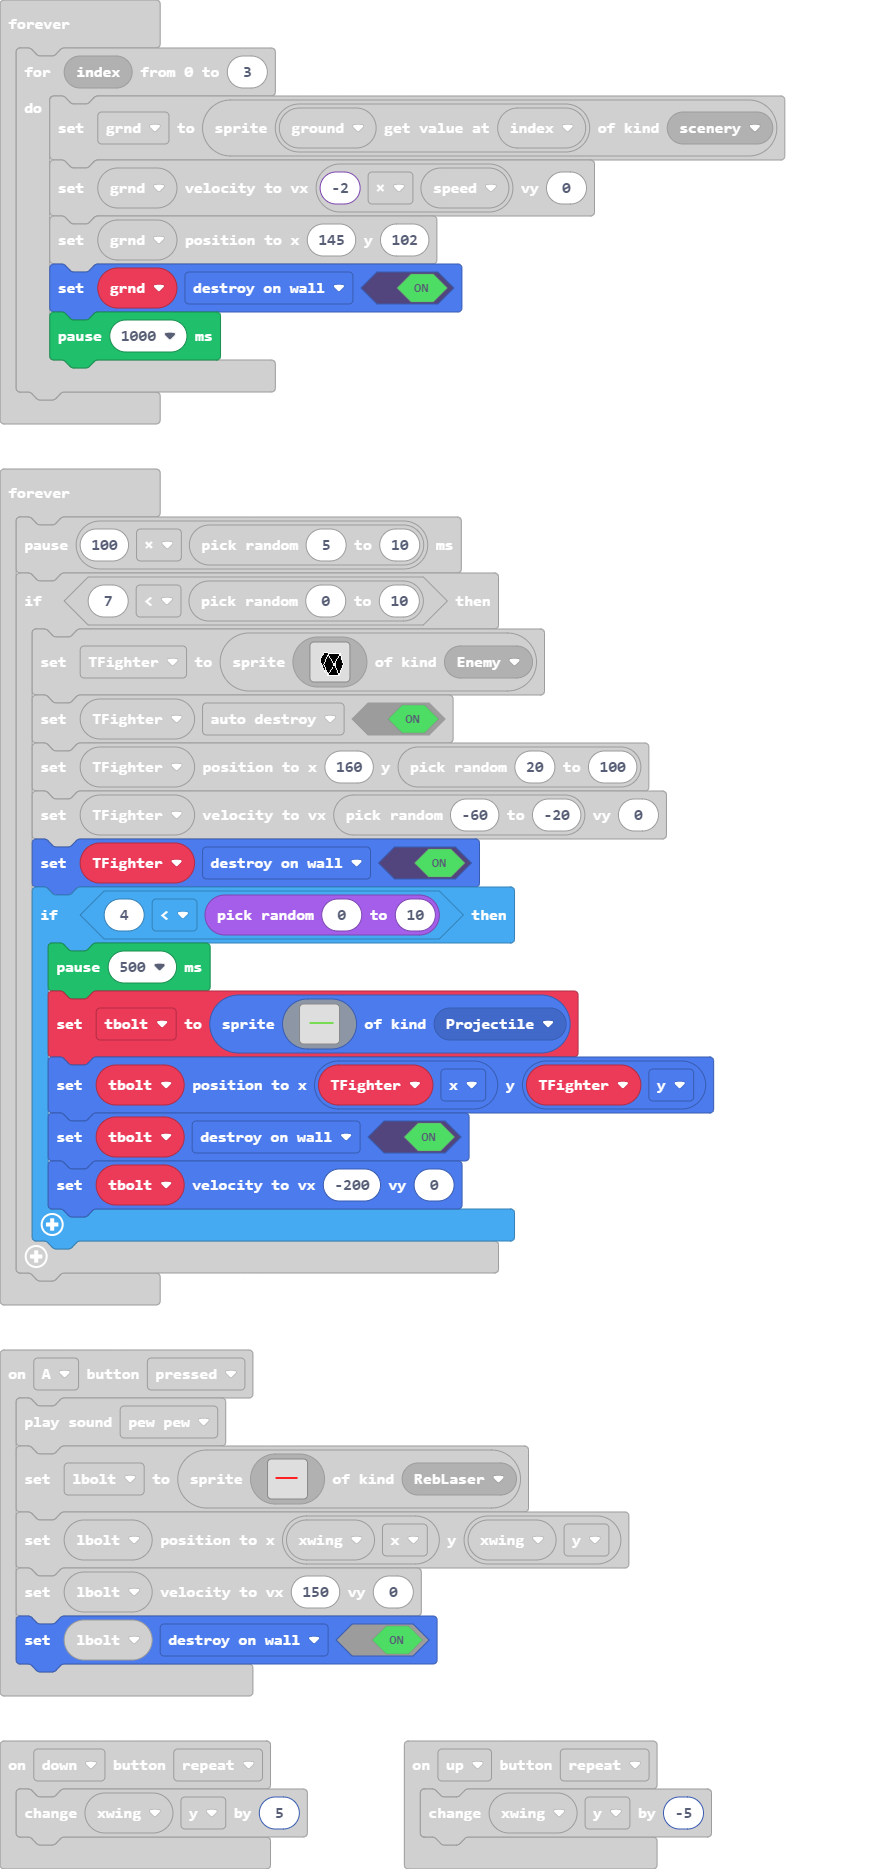 forever
for index from 0 to 3
do
set grnd to sprite ground get value at index of kind scenery
set grnd velocity to vx -2 × speed vy 0
set grnd position to x 145 y 102
set grnd destroy on wall ON
pause 1000 ms
forever
pause 100 × pick random 5 to 10 ms
if 7 < pick random 0 to 10 then
set TFighter to sprite of kind Enemy
set TFighter auto destroy ON
set TFighter position to x 160 y pick random 20 to 100
set TFighter velocity to vx pick random -60 to -20 vy 0
set TFighter destroy on wall ON
if 4 < pick random 0 to 10 then
pause 500 ms
set tbolt to sprite of kind Projectile
set tbolt position to x TFighter x y TFighter y
set tbolt destroy on wall ON
set tbolt velocity to vx -200 vy 0
on A button pressed
play sound pew pew
set lbolt to sprite of kind RebLaser
set lbolt position to x xwing x y xwing y
set lbolt velocity to vx 150 vy 0
set lbolt destroy on wall ON
on down button repeat
change xwing y by 5
on up button repeat
change xwing y by -5